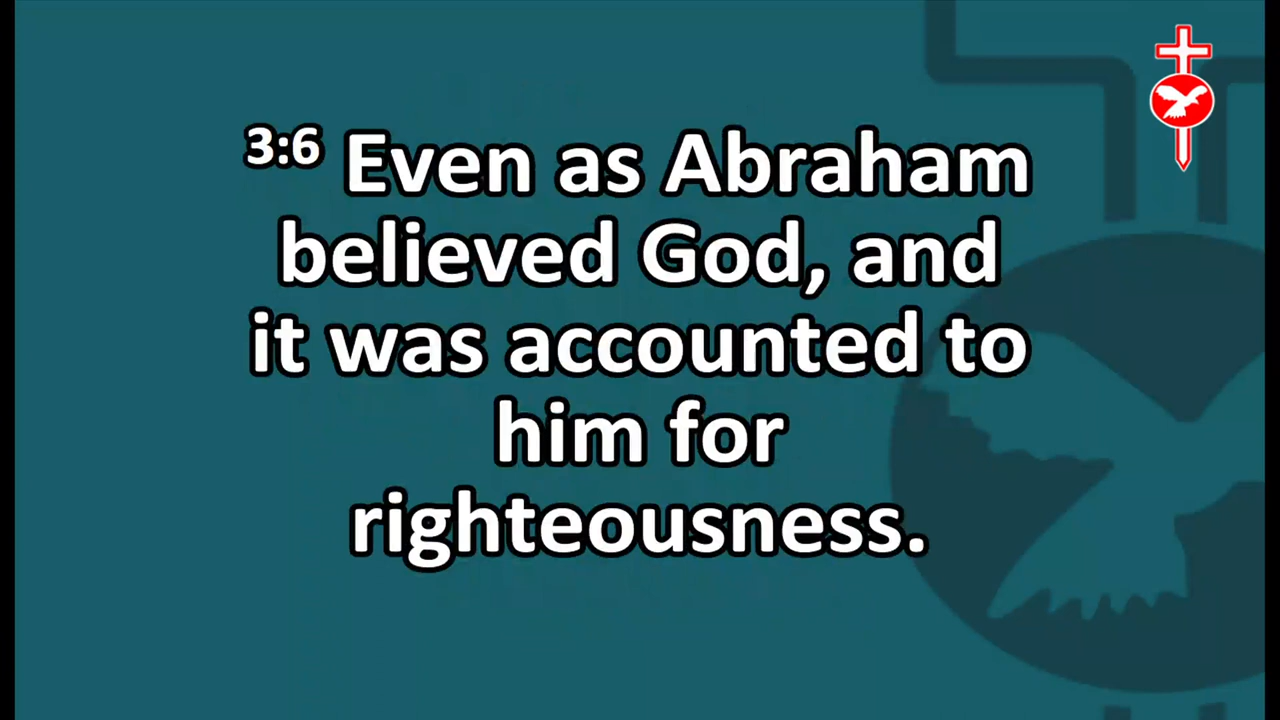 3:6 Even as Abraham
believed God, and
it was accounted to
him for
righteousness.